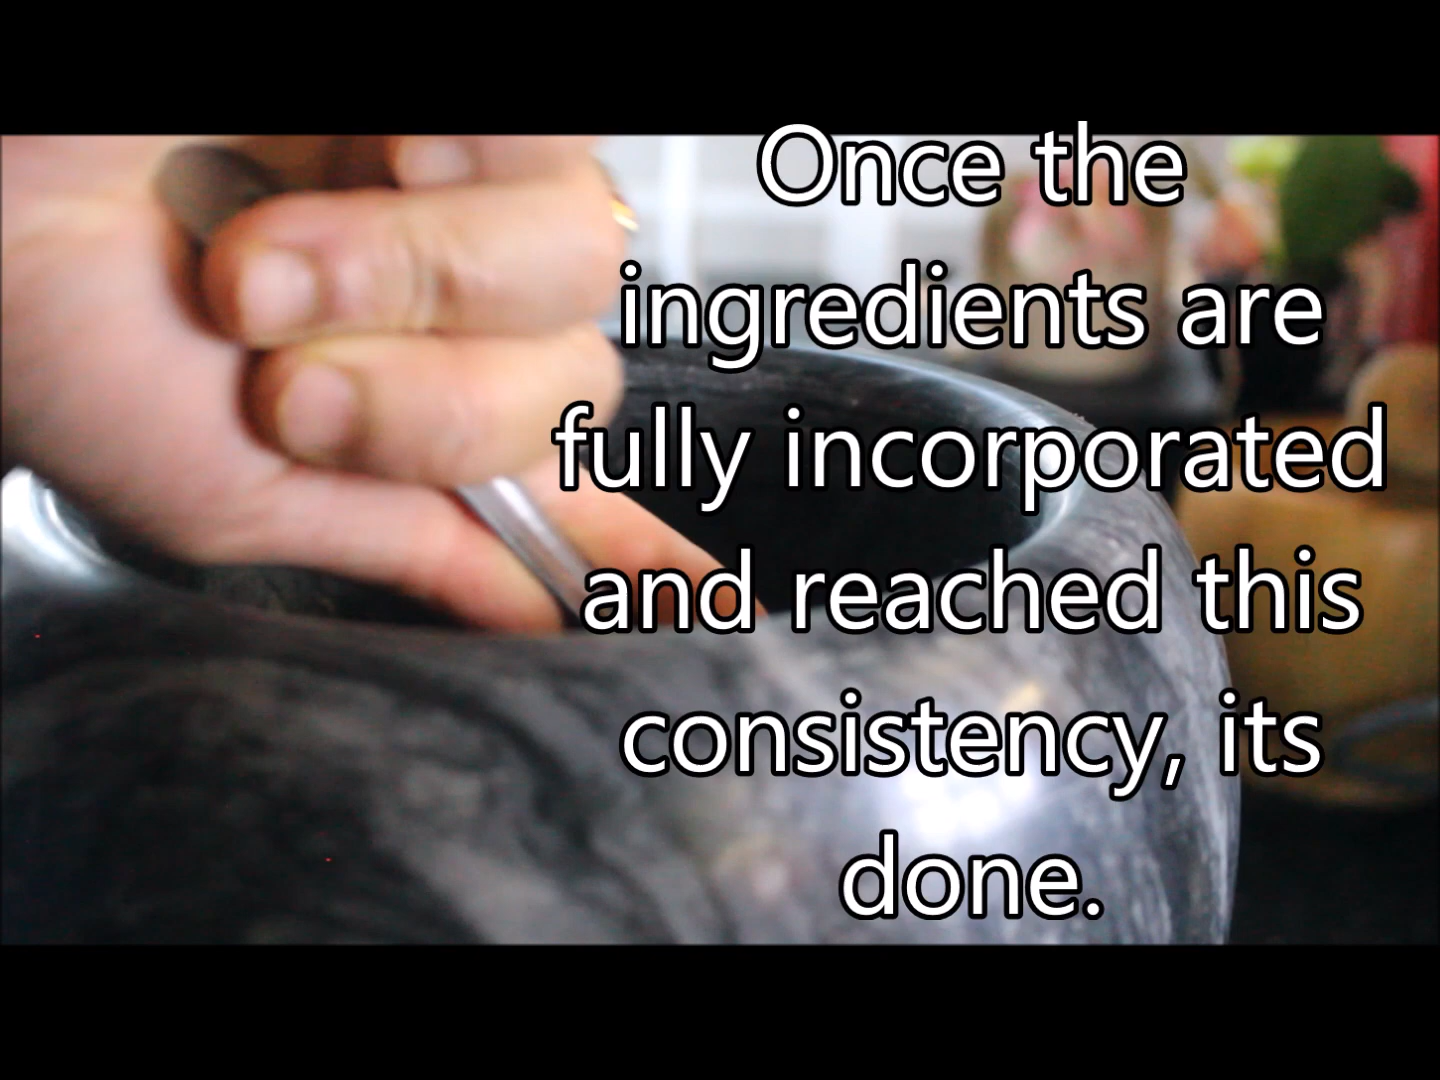 Once the
ingredients are
fully incorporated
and reached this
consistency, its
done.